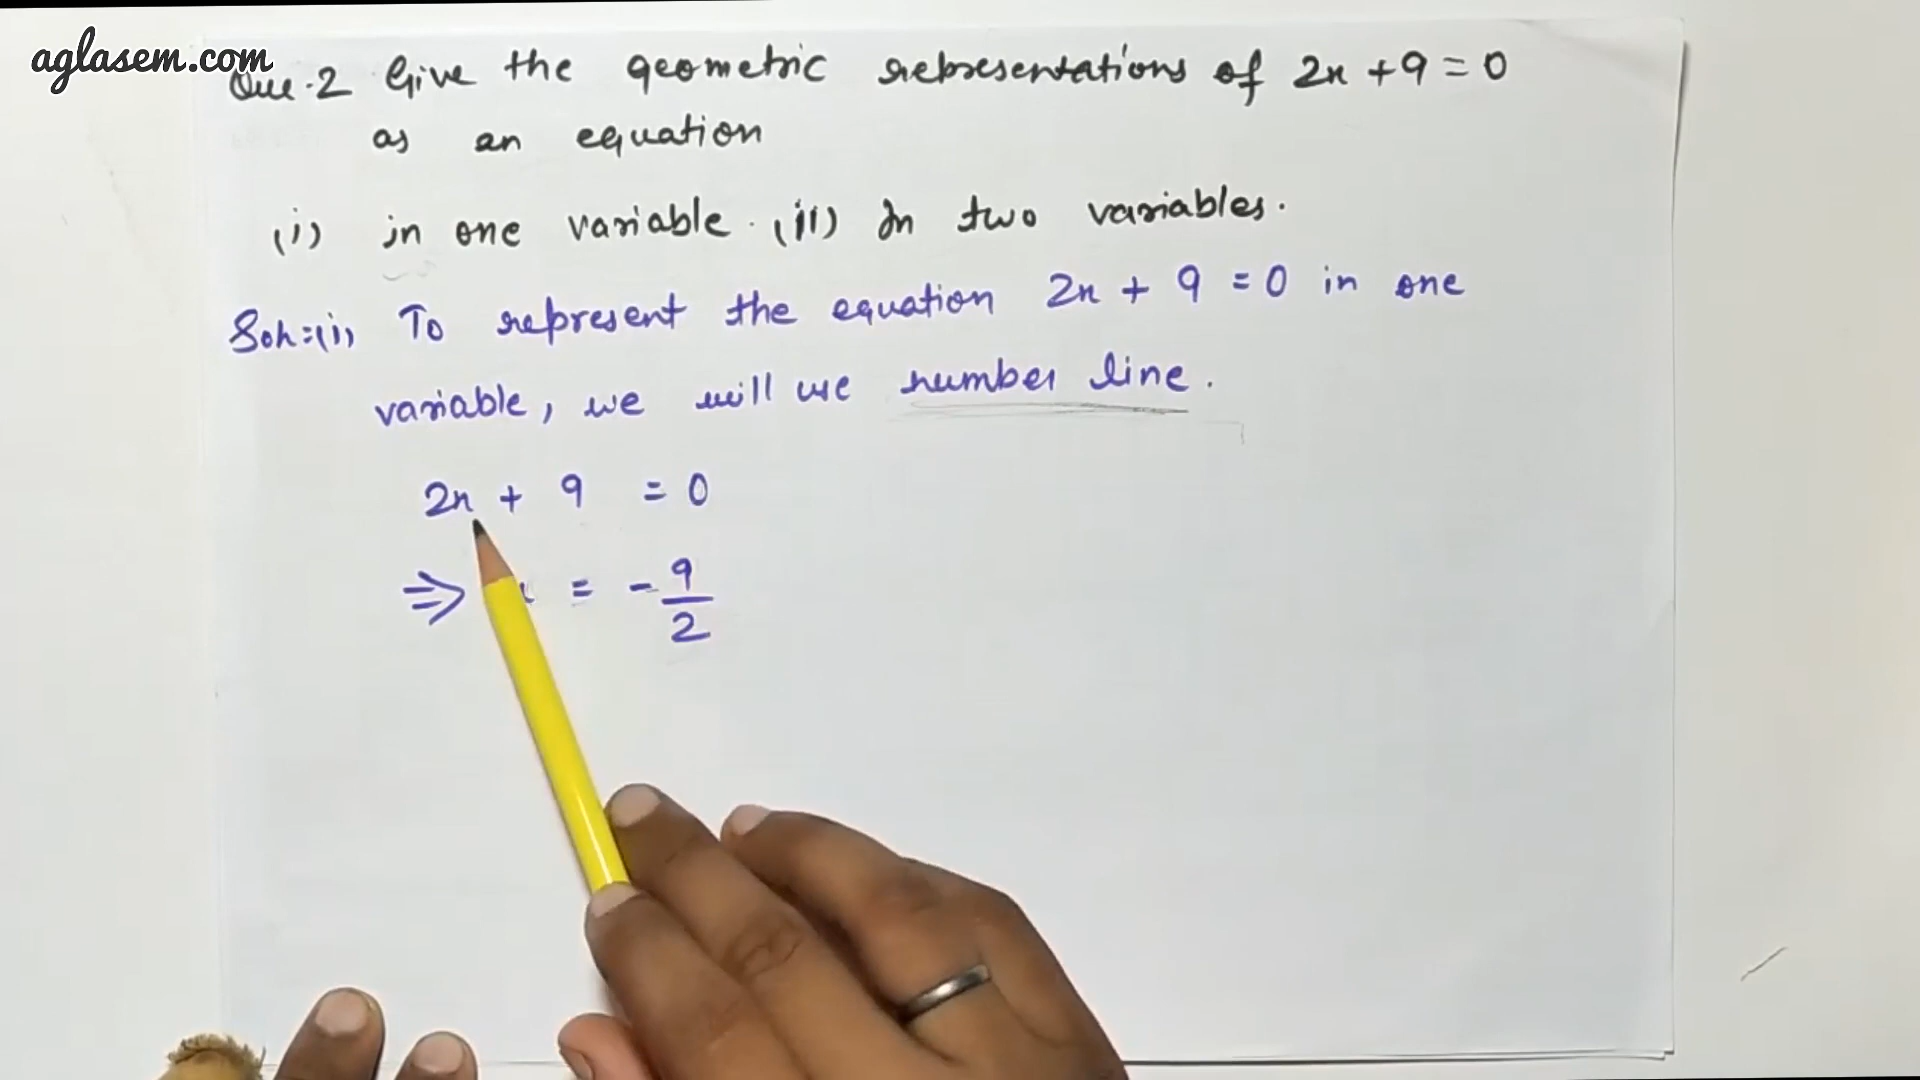 aglasem.com
Que.2 Give the geometric representations of 2x + 9 = 0
as an equation
(i) in one variable. (ii) In two variables.
Soln:(i) To represent the equation 2x + 9 = 0 in one
variable, we will use number line.
2x + 9 = 0
⇒ x = -9/2